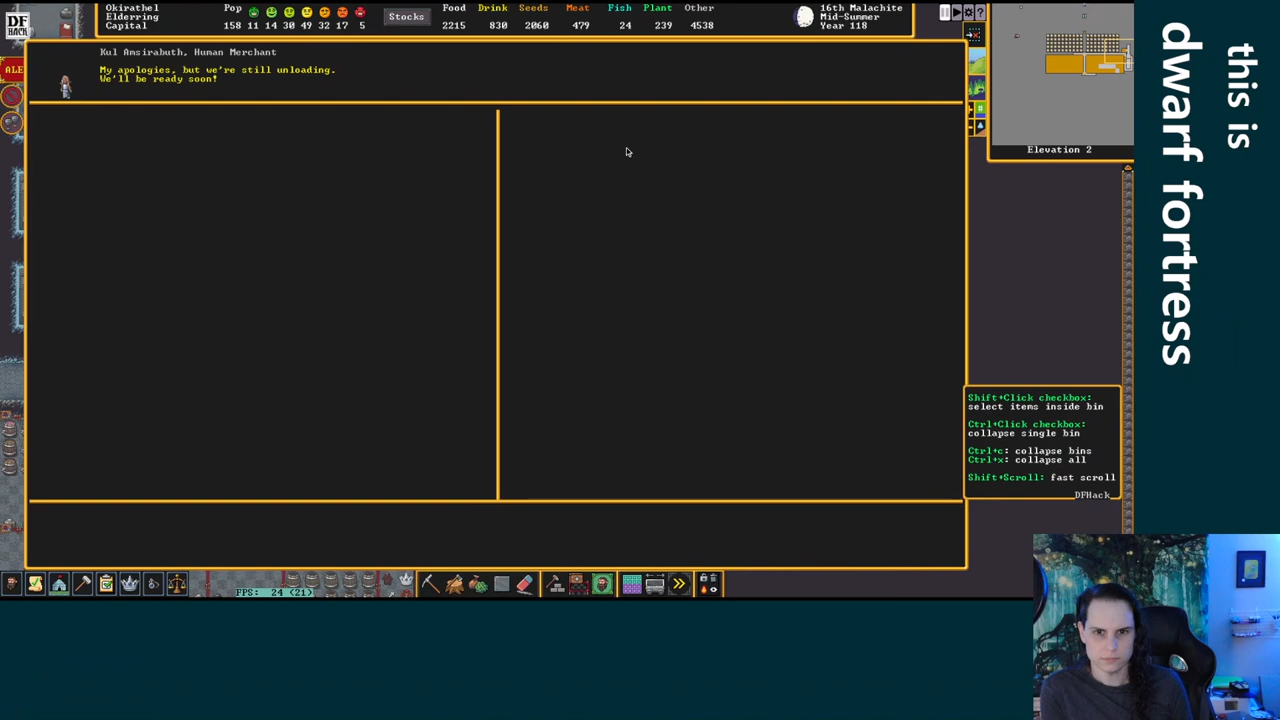 DF
HACK
Okirathel
Elderring
Capital
Pop
158 11 14 38 49 32 17 5
Stocks
Food Drink Seeds Meat Fish Plant Other
2215 830 2060 479 24 239 4538
16th Malachite
Mid-Summer
Year 118
ALE
Kul Amsirabuth, Human Merchant
My apologies, but we're still unloading.
We'll be ready soon!
Elevation 2
Shift+Click checkbox:
select items inside bin
Ctrl+Click checkbox:
collapse single bin
Ctrl+c: collapse bins
Ctrl+x: collapse all
Shift+Scroll: fast scroll
DFHack
FPS: 24 (21)
this is
dwarf fortress